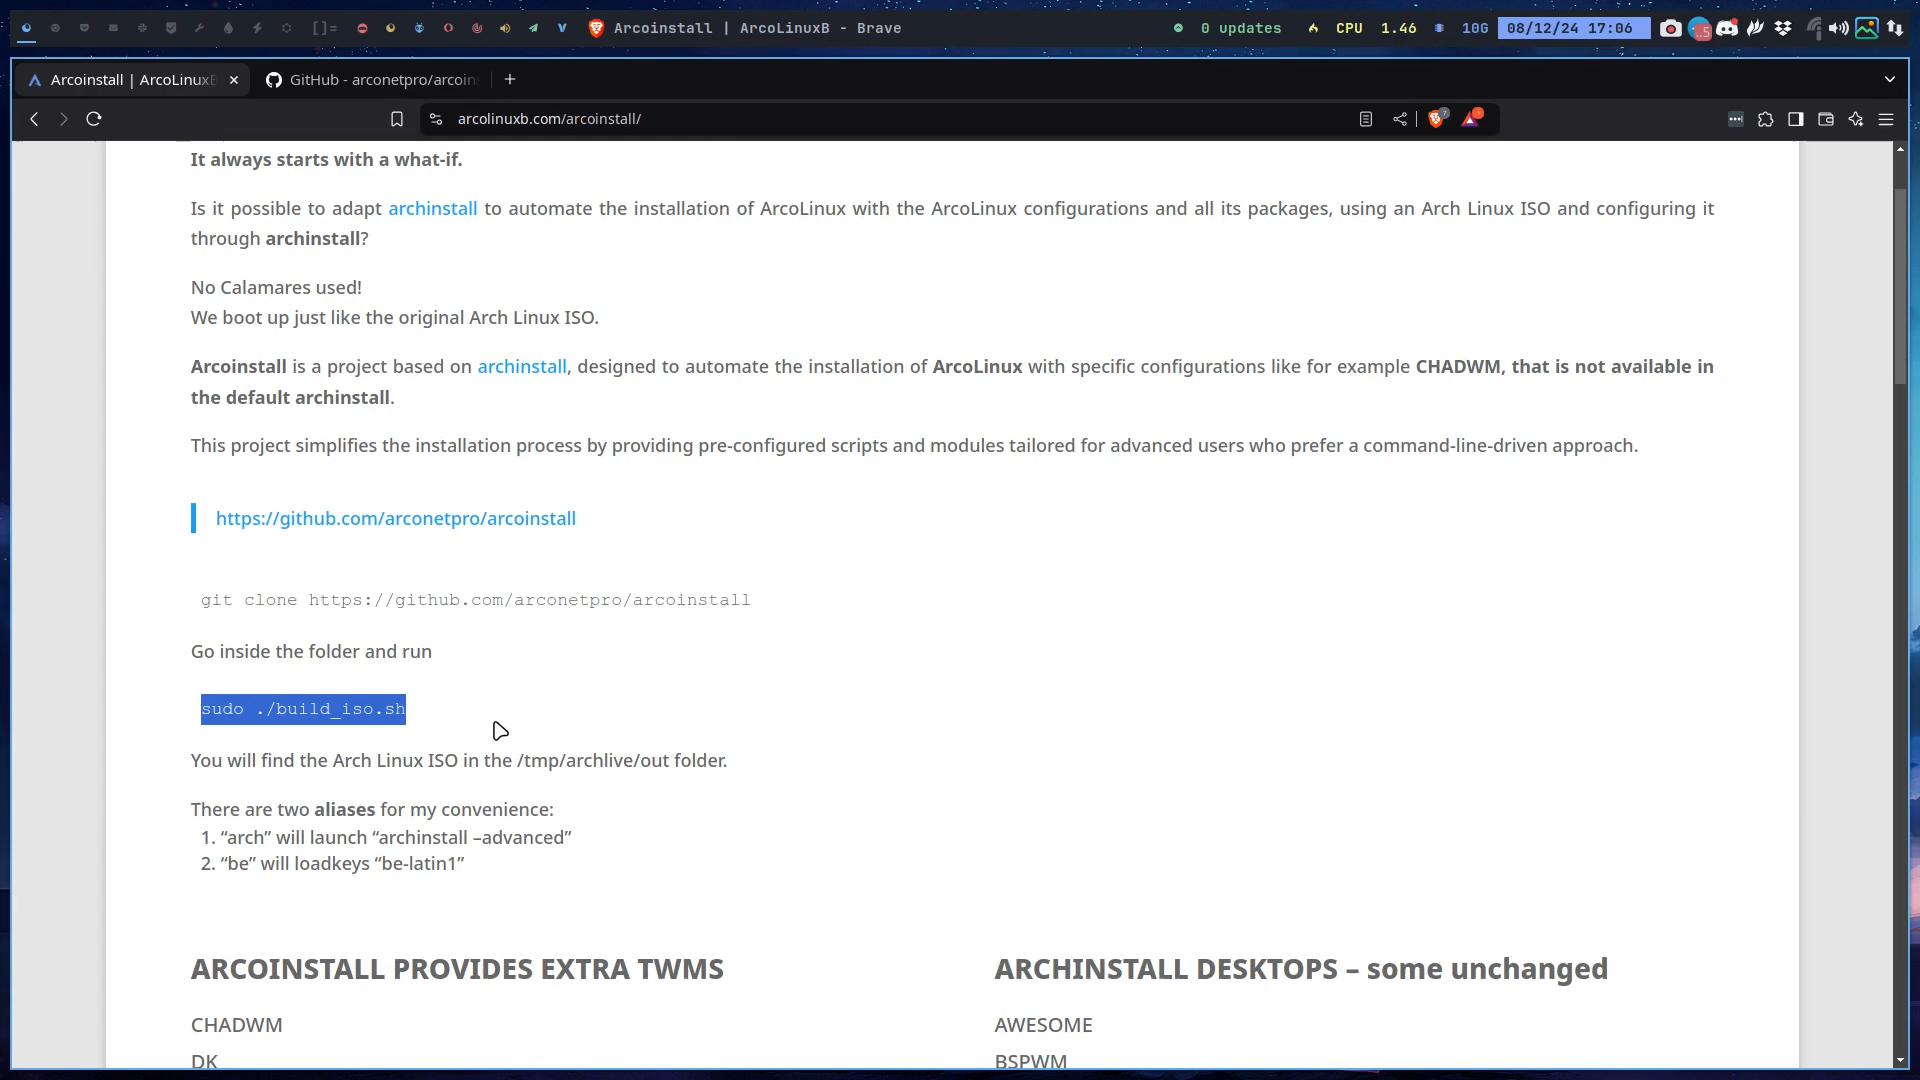 []=
Arcoinstall | ArcoLinuxB - Brave
0 updates
CPU 1.46
10G
08/12/24 17:06
Arcoinstall | ArcoLinuxB
GitHub - arconetpro/arcoin
arcolinuxb.com/arcoinstall/
It always starts with a what-if.
Is it possible to adapt archinstall to automate the installation of ArcoLinux with the ArcoLinux configurations and all its packages, using an Arch Linux ISO and configuring it
through archinstall?
No Calamares used!
We boot up just like the original Arch Linux ISO.
Arcoinstall is a project based on archinstall, designed to automate the installation of ArcoLinux with specific configurations like for example CHADWM, that is not available in
the default archinstall.
This project simplifies the installation process by providing pre-configured scripts and modules tailored for advanced users who prefer a command-line-driven approach.
https://github.com/arconetpro/arcoinstall
git clone https://github.com/arconetpro/arcoinstall
Go inside the folder and run
sudo ./build_iso.sh
You will find the Arch Linux ISO in the /tmp/archlive/out folder.
There are two aliases for my convenience:
1. “arch” will launch “archinstall –advanced”
2. “be” will loadkeys “be-latin1”
ARCOINSTALL PROVIDES EXTRA TWMS
CHADWM
DK
ARCHINSTALL DESKTOPS – some unchanged
AWESOME
BSPWM